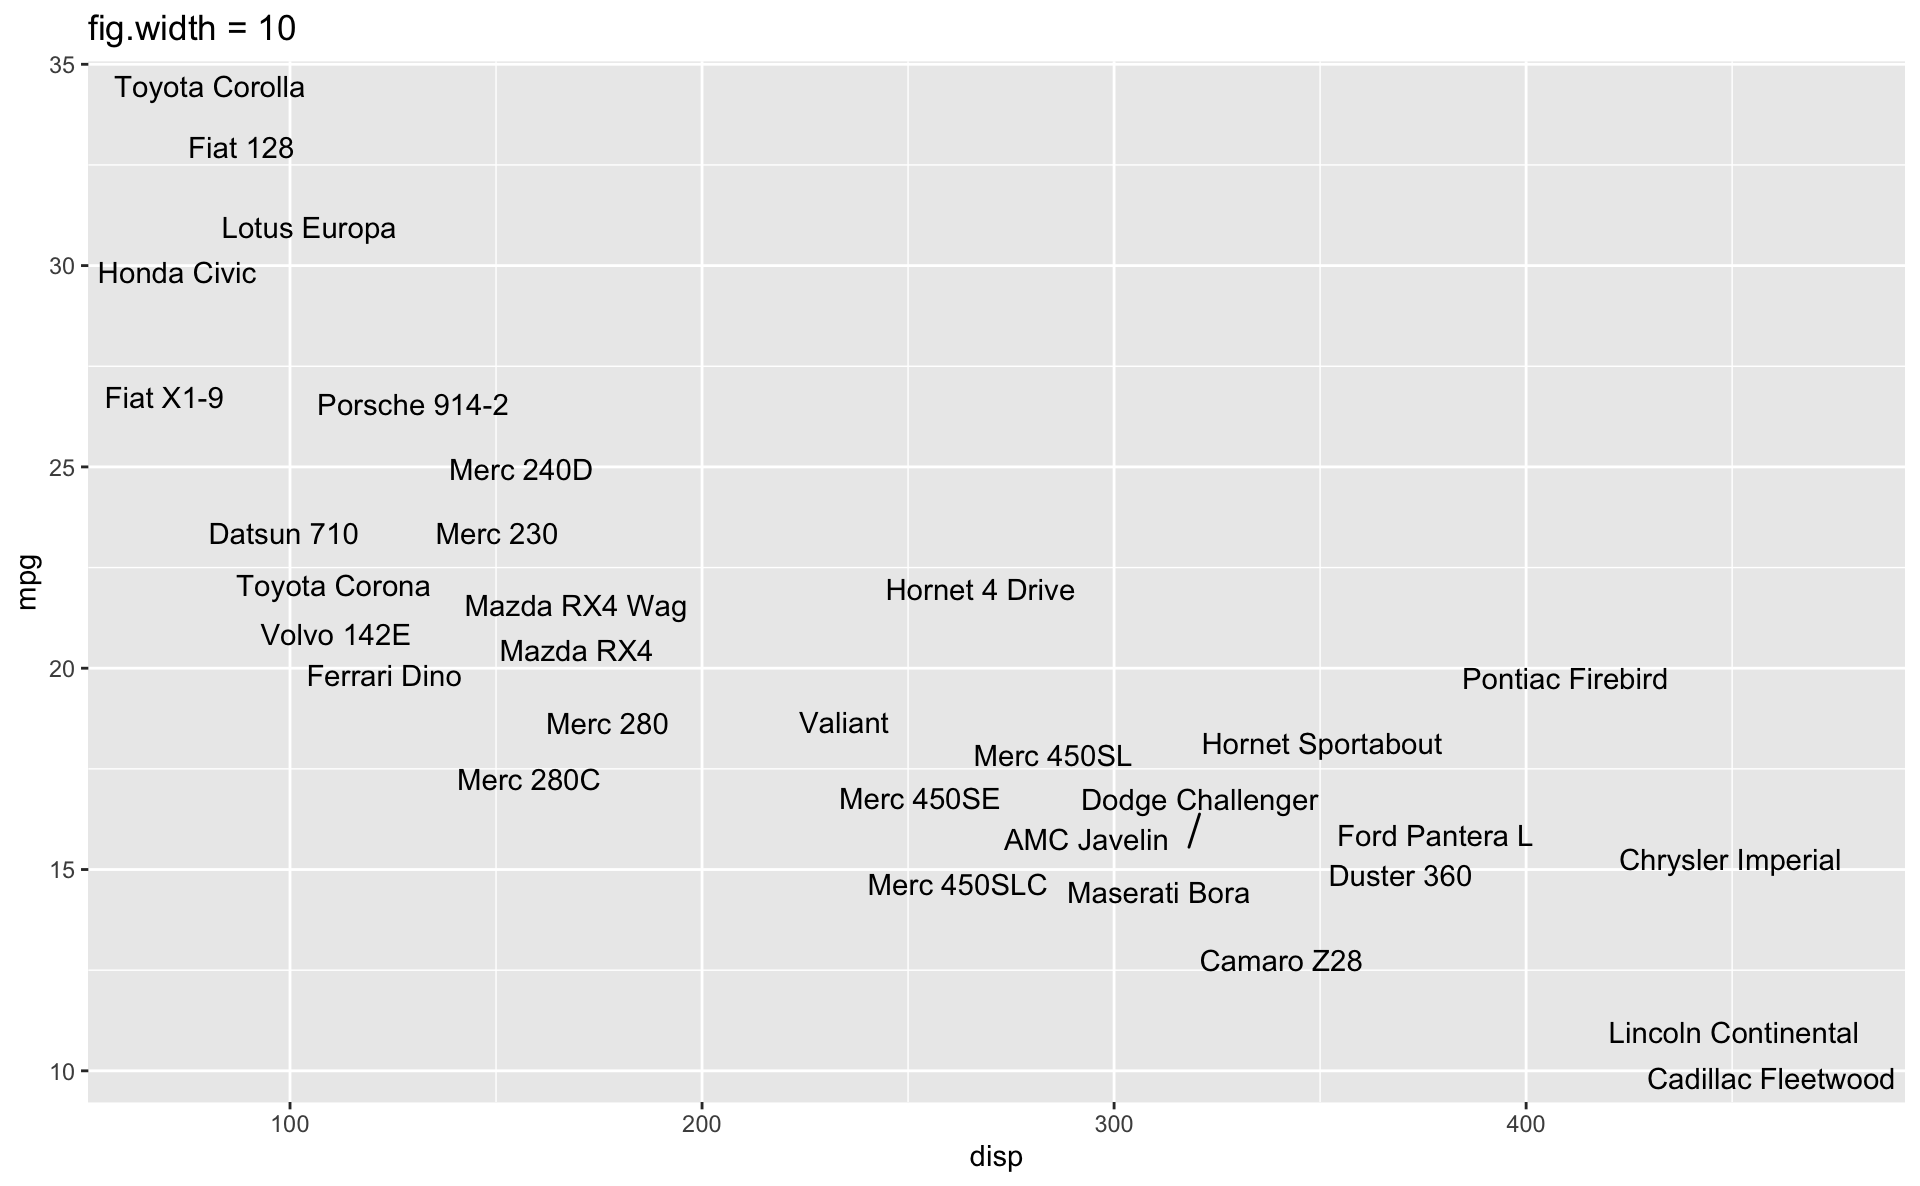 fig.width = 10
35
Toyota Corolla
Fiat 128
Lotus Europa
30
Honda Civic
Fiat X1-9
Porsche 914-2
25
Merc 240D
Datsun 710
Merc 230
mpg
Toyota Corona
Hornet 4 Drive
Mazda RX4 Wag
Volvo 142E
Mazda RX4
20
Ferrari Dino
Pontiac Firebird
Merc 280
Valiant
Hornet Sportabout
Merc 450SL
Merc 280C
Merc 450SE
Dodge Challenger
AMC Javelin
Ford Pantera L
Chrysler Imperial
15
Duster 360
Merc 450SLC
Maserati Bora
Camaro Z28
Lincoln Continental
10
Cadillac Fleetwood
100
200
300
400
disp